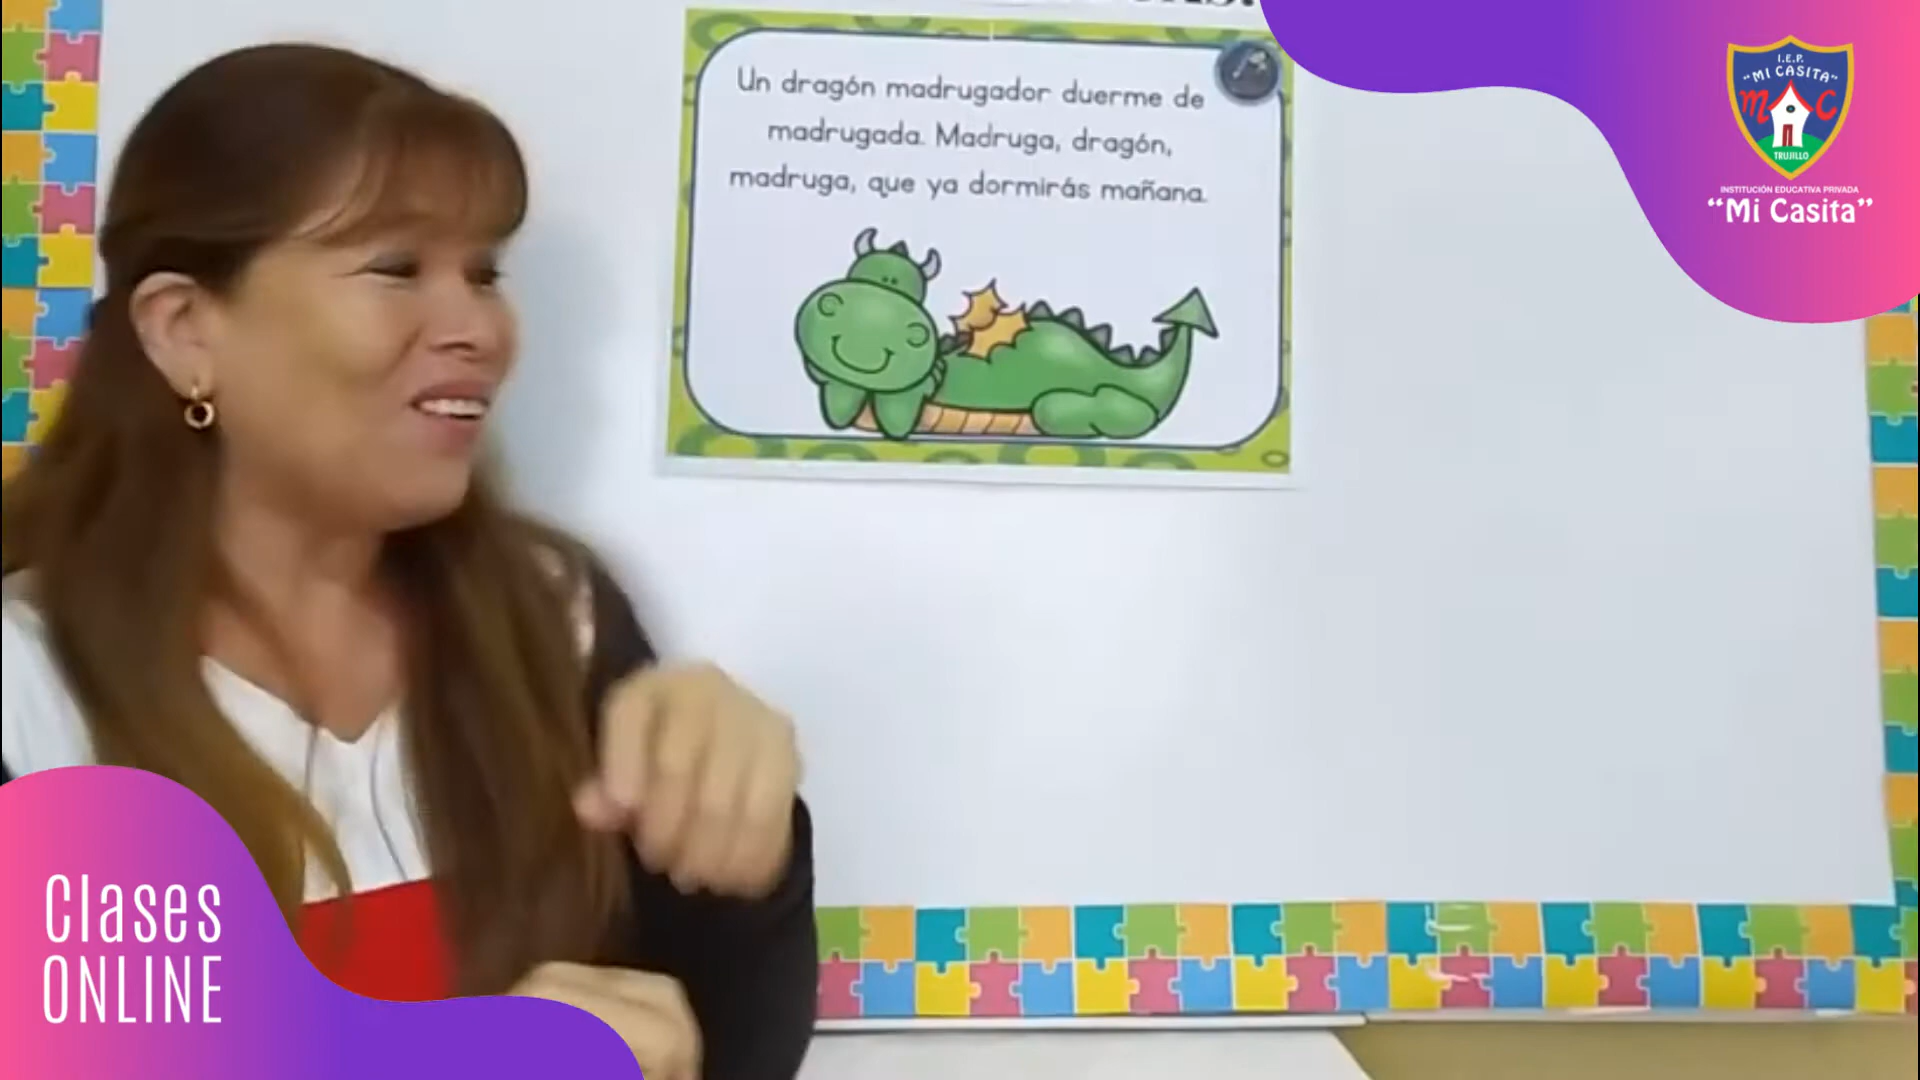 Un dragón madrugador duerme de
madrugada. Madruga, dragón,
madruga, que ya dormirás mañana.
I.E.P.
"MI CASITA"
M C
TRUJILLO
INSTITUCIÓN EDUCATIVA PRIVADA
"Mi Casita"
Clases
ONLINE